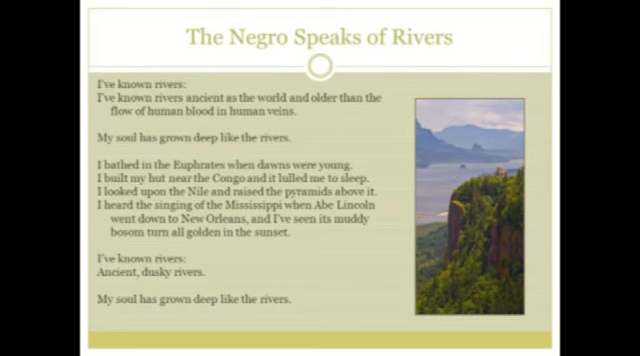 The Negro Speaks of Rivers
I've known rivers:
I've known rivers ancient as the world and older than the
flow of human blood in human veins.
My soul has grown deep like the rivers.
I bathed in the Euphrates when dawns were young.
I built my hut near the Congo and it lulled me to sleep.
I looked upon the Nile and raised the pyramids above it.
I heard the singing of the Mississippi when Abe Lincoln
went down to New Orleans, and I've seen its muddy
bosom turn all golden in the sunset.
I've known rivers:
Ancient, dusky rivers.
My soul has grown deep like the rivers.